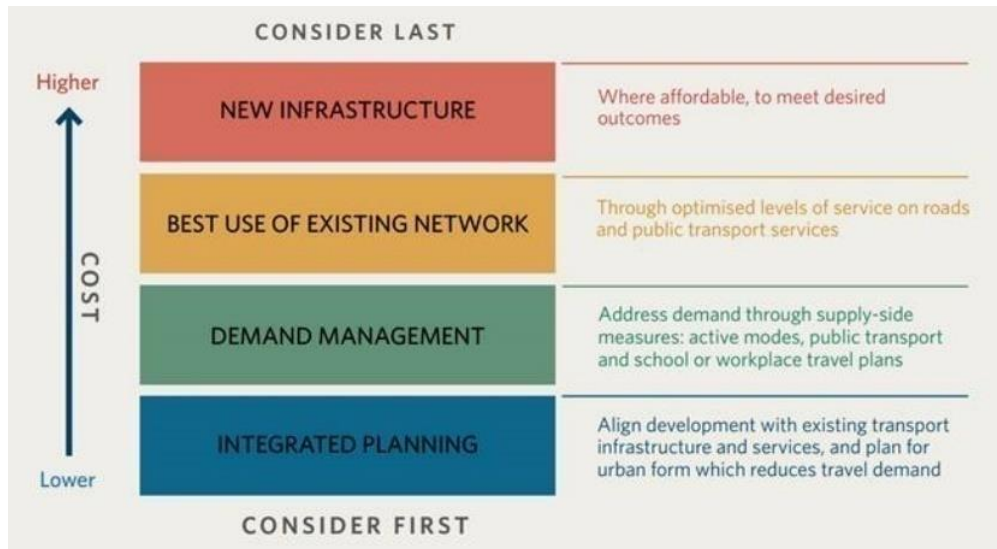 CONSIDER LAST
Higher
NEW INFRASTRUCTURE
Where affordable, to meet desired
outcomes
BEST USE OF EXISTING NETWORK
Through optimised levels of service on roads
and public transport services
COST
DEMAND MANAGEMENT
Address demand through supply-side
measures: active modes, public transport
and school or workplace travel plans
INTEGRATED PLANNING
Align development with existing transport
infrastructure and services, and plan for
urban form which reduces travel demand
Lower
CONSIDER FIRST